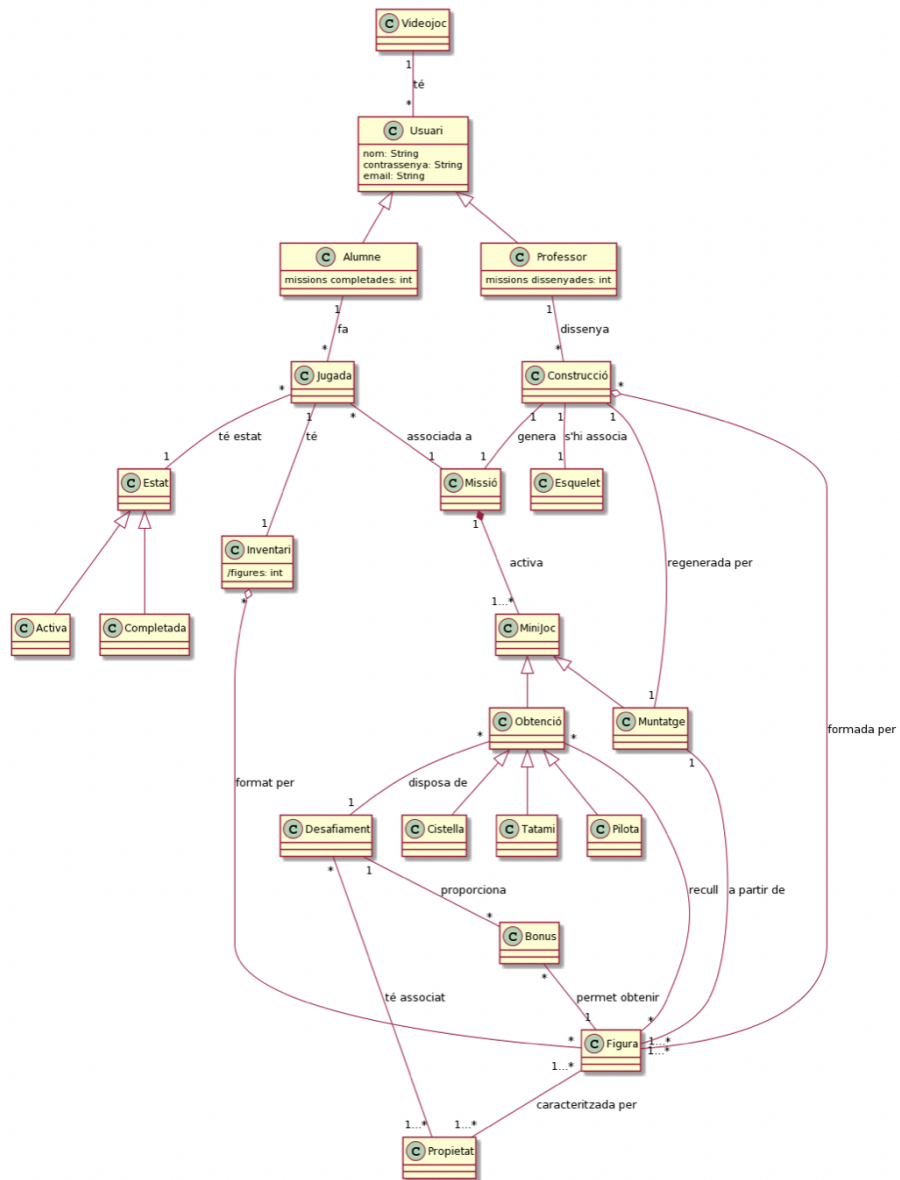 C Videojoc
1
té
*
C Usuari
nom: String
contrassenya: String
email: String
C Alumne
missions completades: int
C Professor
missions dissenyades: int
1
fa
*
1
dissenya
*
C Jugada
C Construcció
*
té estat
1
1
té
1
*
associada a
1
1
genera
1
1
s'hi associa
1
1
regenerada per
1
*
formada per
1...*
C Estat
C Missió
C Esquelet
C Inventari
/figures: int
1
activa
1...*
C Activa
C Completada
C MiniJoc
*
format per
*
C Obtenció
C Muntatge
*
disposa de
1
*
recull
*
1
a partir de
1...*
C Desafiament
C Cistella
C Tatami
C Pilota
*
té associat
1...*
1
proporciona
*
C Bonus
*
permet obtenir
1
C Figura
1...*
caracteritzada per
1...*
C Propietat